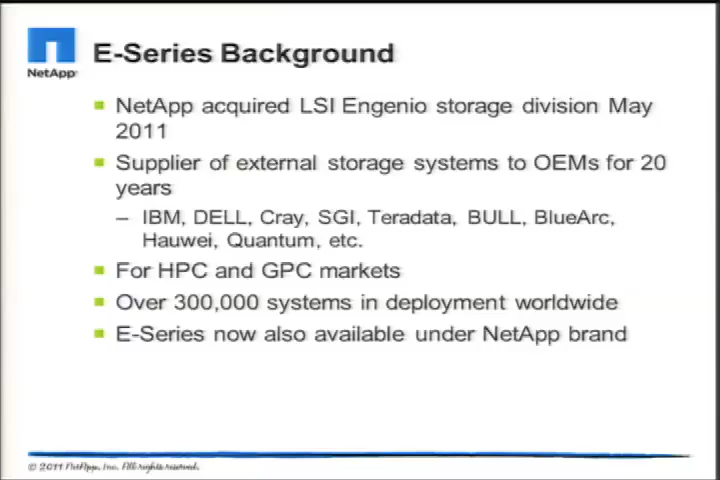 NetApp
E-Series Background
NetApp acquired LSI Engenio storage division May
2011
Supplier of external storage systems to OEMs for 20
years
– IBM, DELL, Cray, SGI, Teradata, BULL, BlueArc,
Hauwei, Quantum, etc.
For HPC and GPC markets
Over 300,000 systems in deployment worldwide
E-Series now also available under NetApp brand
© 2011 NetApp, Inc. All rights reserved.